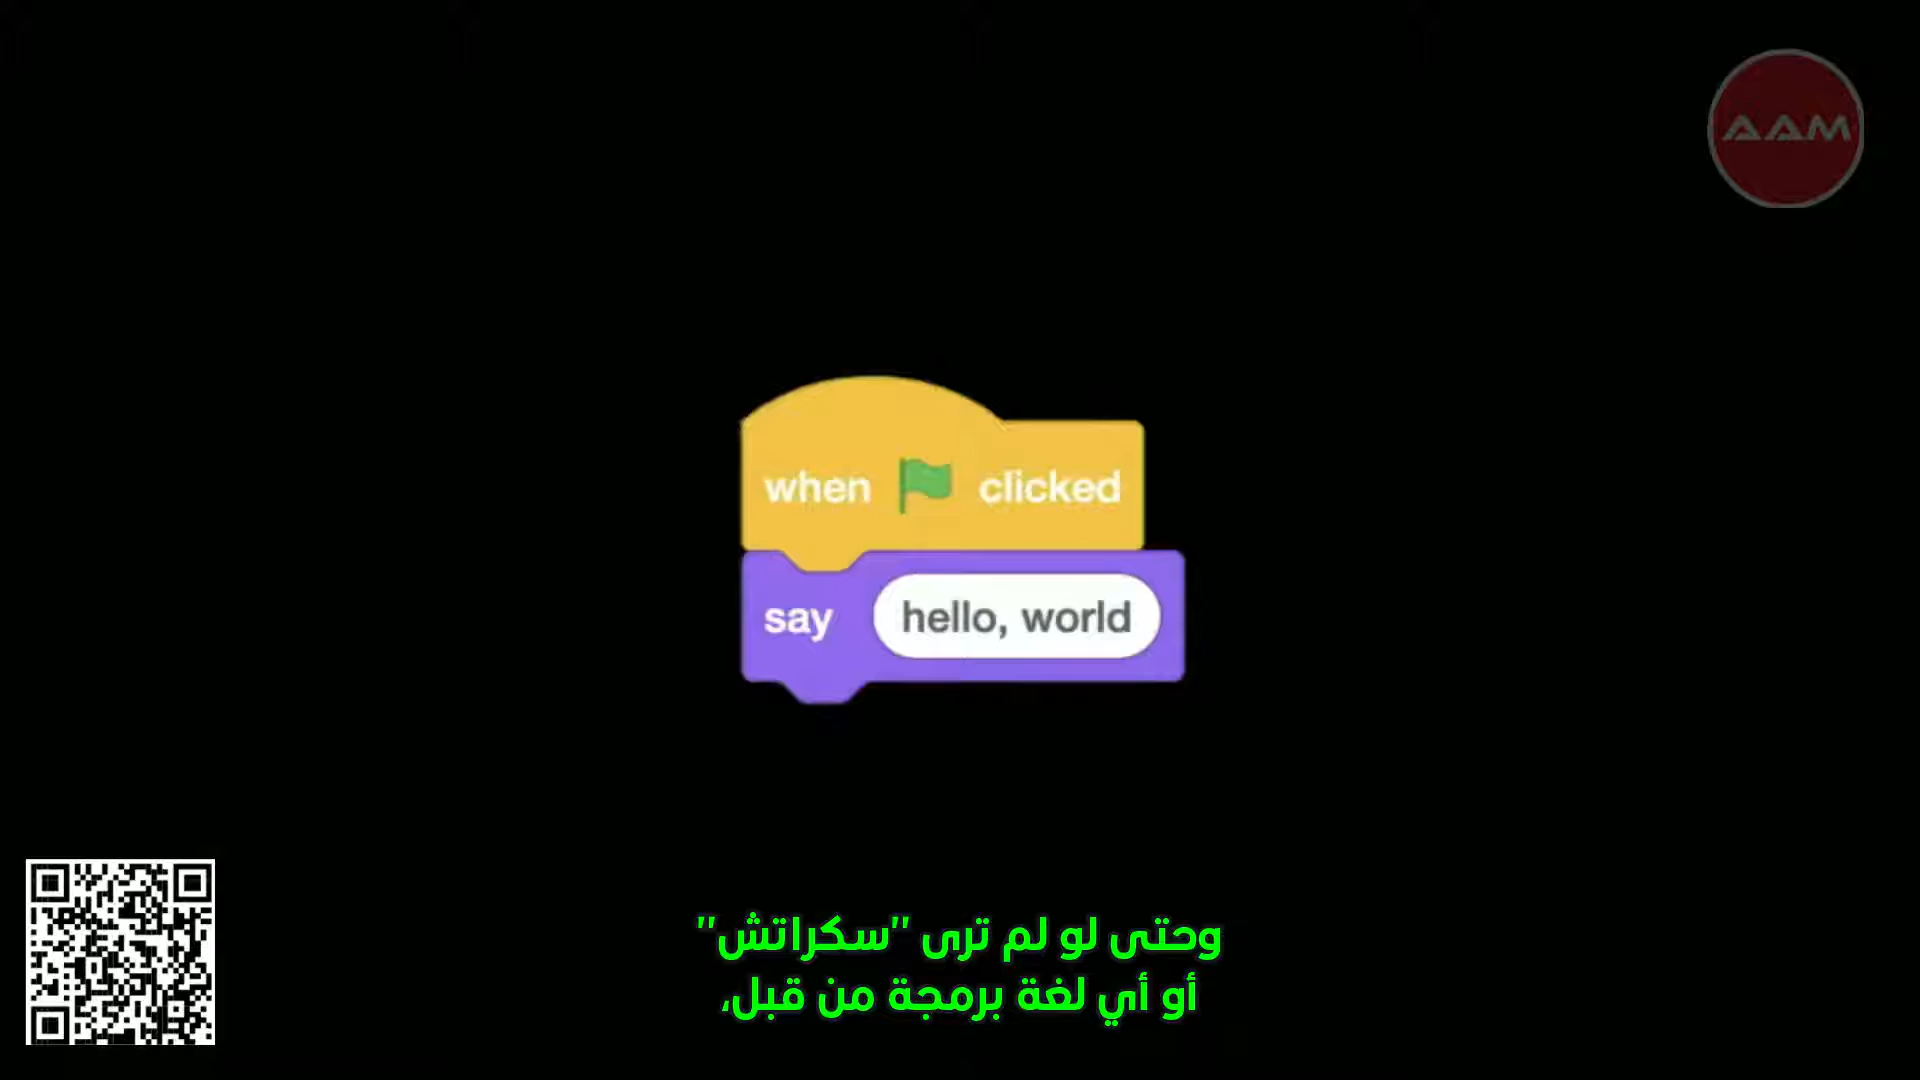 AAM
when clicked
say hello, world
وحتى لو لم ترى "سكراتش"
أو أي لغة برمجة من قبل،